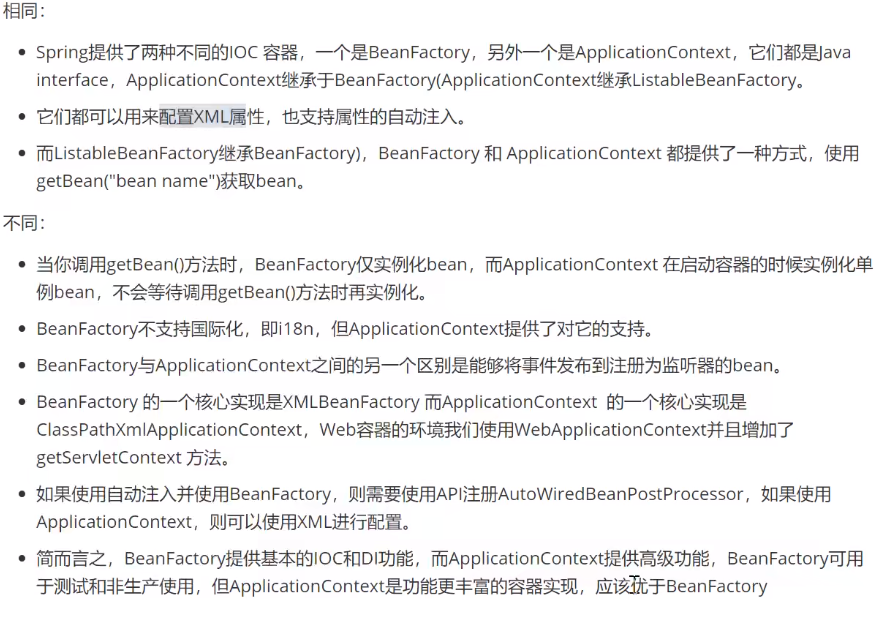 相同：
Spring提供了两种不同的IOC 容器，一个是BeanFactory，另外一个是ApplicationContext，它们都是Java
interface，ApplicationContext继承于BeanFactory(ApplicationContext继承ListableBeanFactory。
它们都可以用来配置XML属性，也支持属性的自动注入。
而ListableBeanFactory继承BeanFactory)，BeanFactory 和 ApplicationContext 都提供了一种方式，使用
getBean("bean name")获取bean。
不同：
当你调用getBean()方法时，BeanFactory仅实例化bean，而ApplicationContext 在启动容器的时候实例化单
例bean，不会等待调用getBean()方法时再实例化。
BeanFactory不支持国际化，即i18n，但ApplicationContext提供了对它的支持。
BeanFactory与ApplicationContext之间的另一个区别是能够将事件发布到注册为监听器的bean。
BeanFactory 的一个核心实现是XMLBeanFactory 而ApplicationContext 的一个核心实现是
ClassPathXmlApplicationContext，Web容器的环境我们使用WebApplicationContext并且增加了
getServletContext 方法。
如果使用自动注入并使用BeanFactory，则需要使用API注册AutoWiredBeanPostProcessor，如果使用
ApplicationContext，则可以使用XML进行配置。
简而言之，BeanFactory提供基本的IOC和DI功能，而ApplicationContext提供高级功能，BeanFactory可用
于测试和非生产使用，但ApplicationContext是功能更丰富的容器实现，应该优于BeanFactory